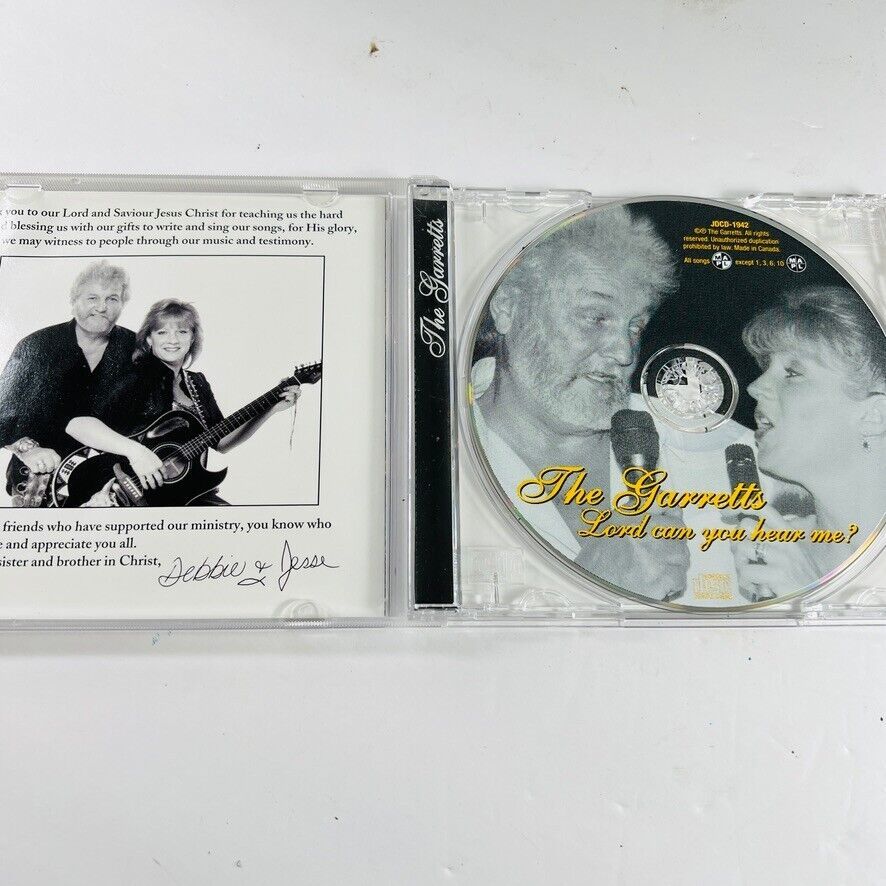 you to our Lord and Saviour Jesus Christ for teaching us the hard
blessing us with our gifts to write and sing our songs, for His glory,
we may witness to people through our music and testimony.
friends who have supported our ministry, you know who
e and appreciate you all.
sister and brother in Christ,
Debbie & Jesse
The Garretts
JDCD-1942
©℗ The Garretts. All rights
reserved. Unauthorized duplication
prohibited by law. Made in Canada.
All songs MAPL except 1, 3, 6, 10 MAPL
The Garretts
Lord can you hear me?